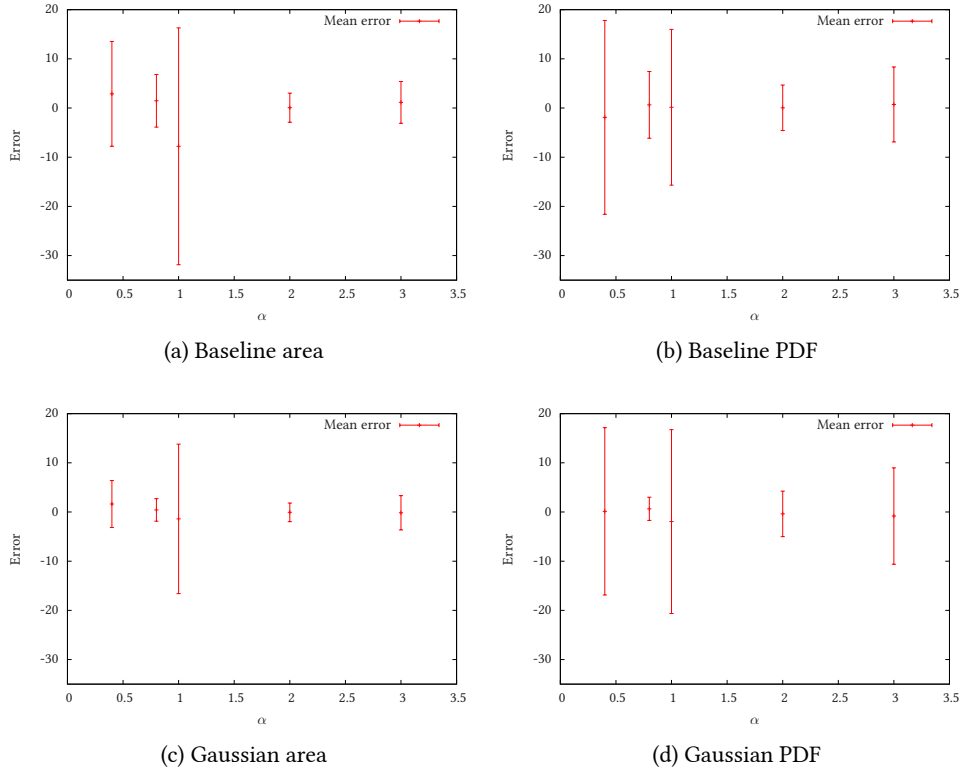 20
10
0
-10
-20
-30
Error
0 0.5 1 1.5 2 2.5 3 3.5
α
Mean error
(a) Baseline area
20
10
0
-10
-20
-30
Error
0 0.5 1 1.5 2 2.5 3 3.5
α
Mean error
(b) Baseline PDF
20
10
0
-10
-20
-30
Error
0 0.5 1 1.5 2 2.5 3 3.5
α
Mean error
(c) Gaussian area
20
10
0
-10
-20
-30
Error
0 0.5 1 1.5 2 2.5 3 3.5
α
Mean error
(d) Gaussian PDF